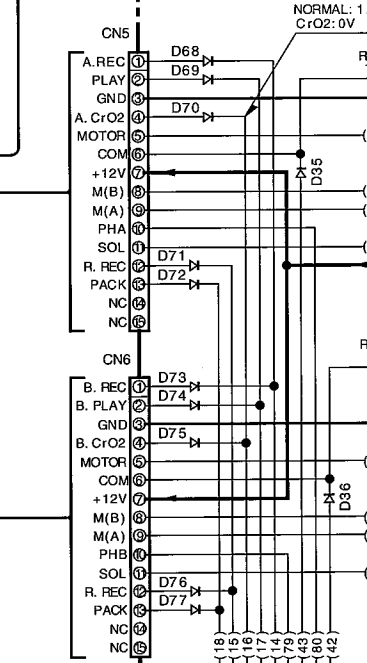 NORMAL: 1.
CrO2: 0V
CN5
A.REC 1 D68
PLAY 2 D69
GND 3
A. CrO2 4 D70
MOTOR 5
COM 6
+12V 7
M(B) 8
M(A) 9
PHA 10
SOL 11
R. REC 12 D71
PACK 13 D72
NC 14
NC 15
R
D35
CN6
B. REC 1 D73
B. PLAY 2 D74
GND 3
B. CrO2 4 D75
MOTOR 5
COM 6
+12V 7
M(B) 8
M(A) 9
PHB 10
SOL 11
R. REC 12 D76
PACK 13 D77
NC 14
NC 15
R
D36
(18)
(15)
(16)
(17)
(14)
(79)
(43)
(80)
(42)